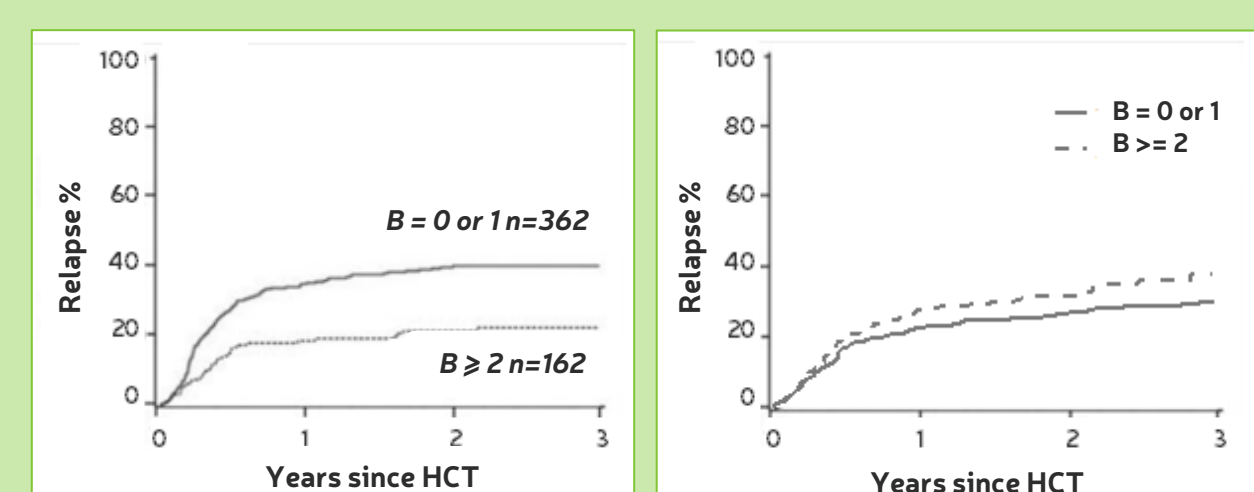 100
80
60
40
20
0
Relapse %
B = 0 or 1 n=362
B ⩾ 2 n=162
0 1 2 3
Years since HCT
100
80
60
40
20
0
Relapse %
B = 0 or 1
B >= 2
0 1 2 3
Years since HCT